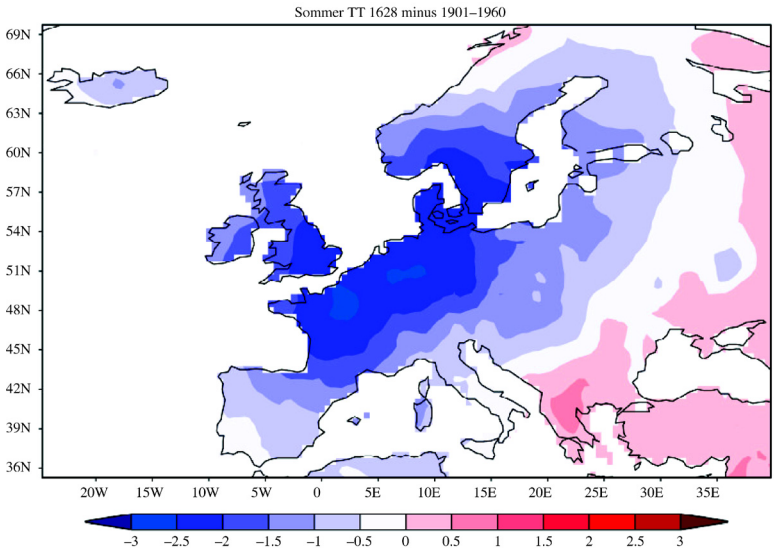 Sommer TT 1628 minus 1901–1960
69N
66N
63N
60N
57N
54N
51N
48N
45N
42N
39N
36N
20W 15W 10W 5W 0 5E 10E 15E 20E 25E 30E 35E
−3 −2.5 −2 −1.5 −1 −0.5 0 0.5 1 1.5 2 2.5 3